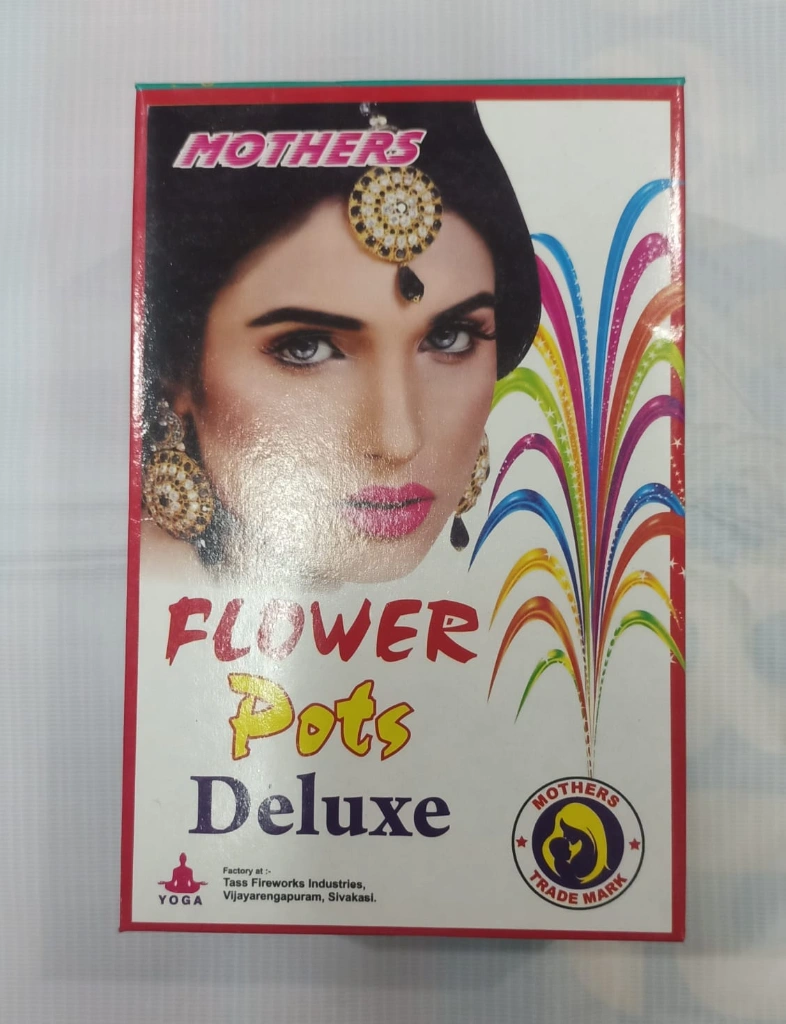 MOTHERS
FLOWER
Pots
Deluxe
YOGA
Factory at :-
Tass Fireworks Industries,
Vijayarengapuram, Sivakasi.
MOTHERS
TRADE MARK